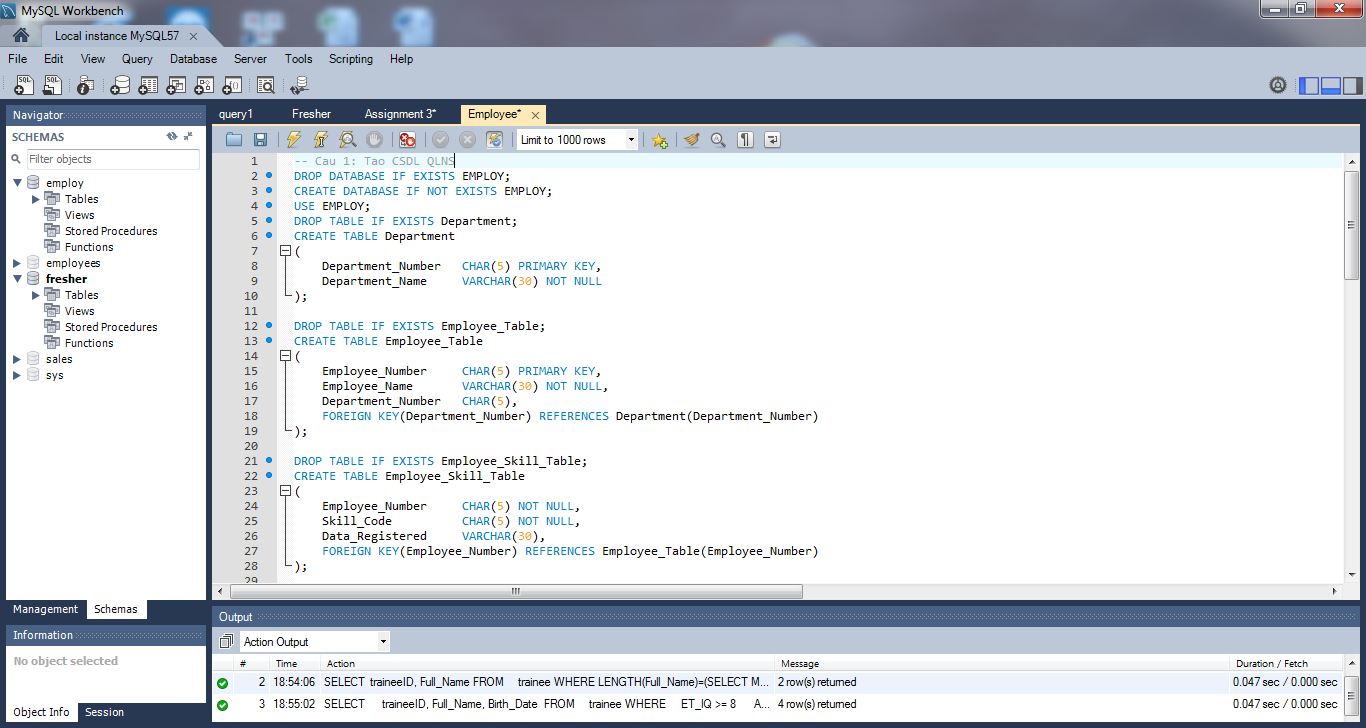 MySQL Workbench
Local instance MySQL57
File Edit View Query Database Server Tools Scripting Help
Navigator
SCHEMAS
Filter objects
employ
Tables
Views
Stored Procedures
Functions
employees
fresher
Tables
Views
Stored Procedures
Functions
sales
sys
Management Schemas
Information
No object selected
Object Info Session
query1 Fresher Assignment 3* Employee*
Limit to 1000 rows
1 -- Cau 1: Tao CSDL QLNS
2 DROP DATABASE IF EXISTS EMPLOY;
3 CREATE DATABASE IF NOT EXISTS EMPLOY;
4 USE EMPLOY;
5 DROP TABLE IF EXISTS Department;
6 CREATE TABLE Department
7 (
8 Department_Number CHAR(5) PRIMARY KEY,
9 Department_Name VARCHAR(30) NOT NULL
10 );
11
12 DROP TABLE IF EXISTS Employee_Table;
13 CREATE TABLE Employee_Table
14 (
15 Employee_Number CHAR(5) PRIMARY KEY,
16 Employee_Name VARCHAR(30) NOT NULL,
17 Department_Number CHAR(5),
18 FOREIGN KEY(Department_Number) REFERENCES Department(Department_Number)
19 );
20
21 DROP TABLE IF EXISTS Employee_Skill_Table;
22 CREATE TABLE Employee_Skill_Table
23 (
24 Employee_Number CHAR(5) NOT NULL,
25 Skill_Code CHAR(5) NOT NULL,
26 Data_Registered VARCHAR(30),
27 FOREIGN KEY(Employee_Number) REFERENCES Employee_Table(Employee_Number)
28 );
29
Output
Action Output
# Time Action Message Duration / Fetch
2 18:54:06 SELECT traineeID, Full_Name FROM trainee WHERE LENGTH(Full_Name)=(SELECT M... 2 row(s) returned 0.047 sec / 0.000 sec
3 18:55:02 SELECT traineeID, Full_Name, Birth_Date FROM trainee WHERE ET_IQ >= 8 A... 4 row(s) returned 0.047 sec / 0.000 sec